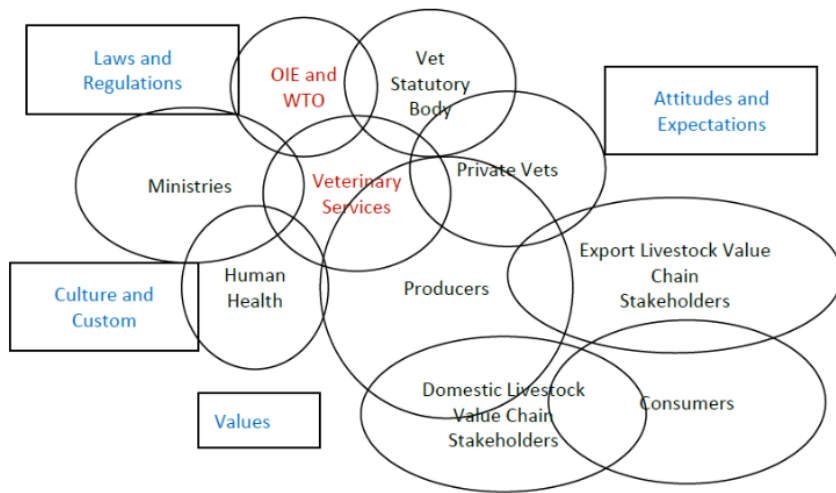 Laws and
Regulations
OIE and
WTO
Vet
Statutory
Body
Attitudes and
Expectations
Ministries
Veterinary
Services
Private Vets
Human
Health
Producers
Export Livestock Value
Chain
Stakeholders
Culture and
Custom
Domestic Livestock
Value Chain
Stakeholders
Consumers
Values